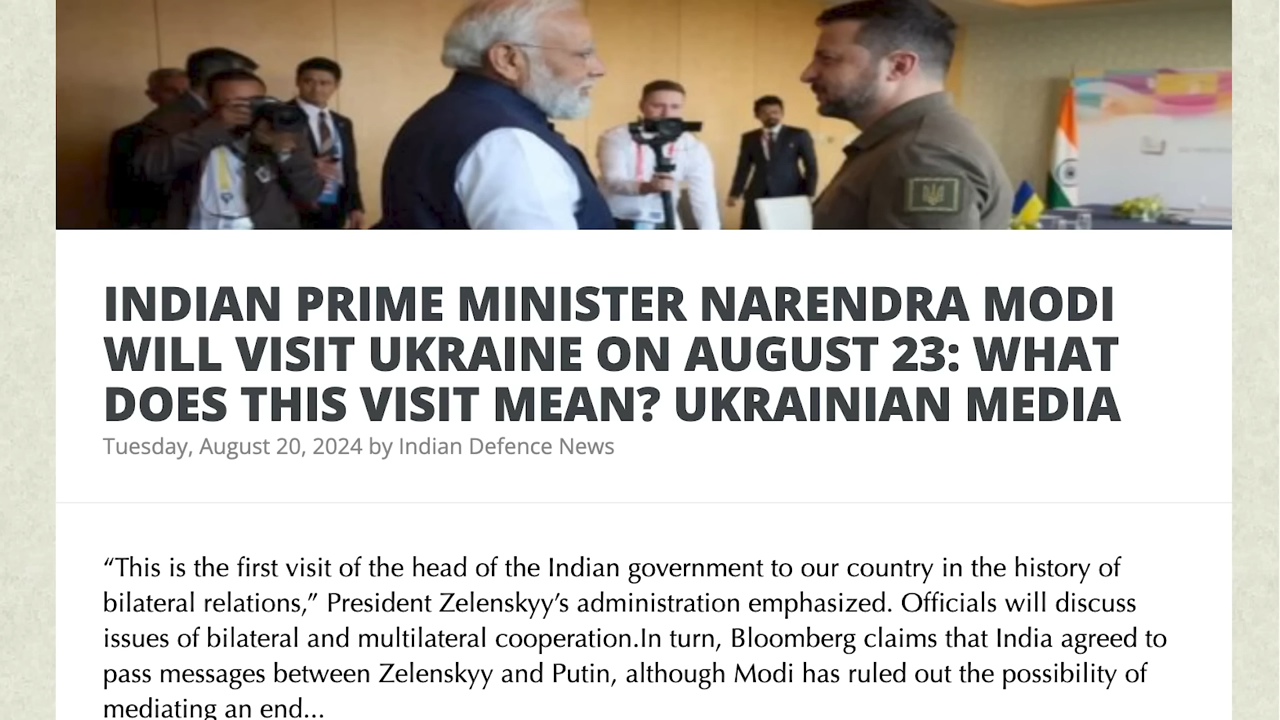 INDIAN PRIME MINISTER NARENDRA MODI
WILL VISIT UKRAINE ON AUGUST 23: WHAT
DOES THIS VISIT MEAN? UKRAINIAN MEDIA
Tuesday, August 20, 2024 by Indian Defence News
“This is the first visit of the head of the Indian government to our country in the history of
bilateral relations,” President Zelenskyy’s administration emphasized. Officials will discuss
issues of bilateral and multilateral cooperation.In turn, Bloomberg claims that India agreed to
pass messages between Zelenskyy and Putin, although Modi has ruled out the possibility of
mediating an end...